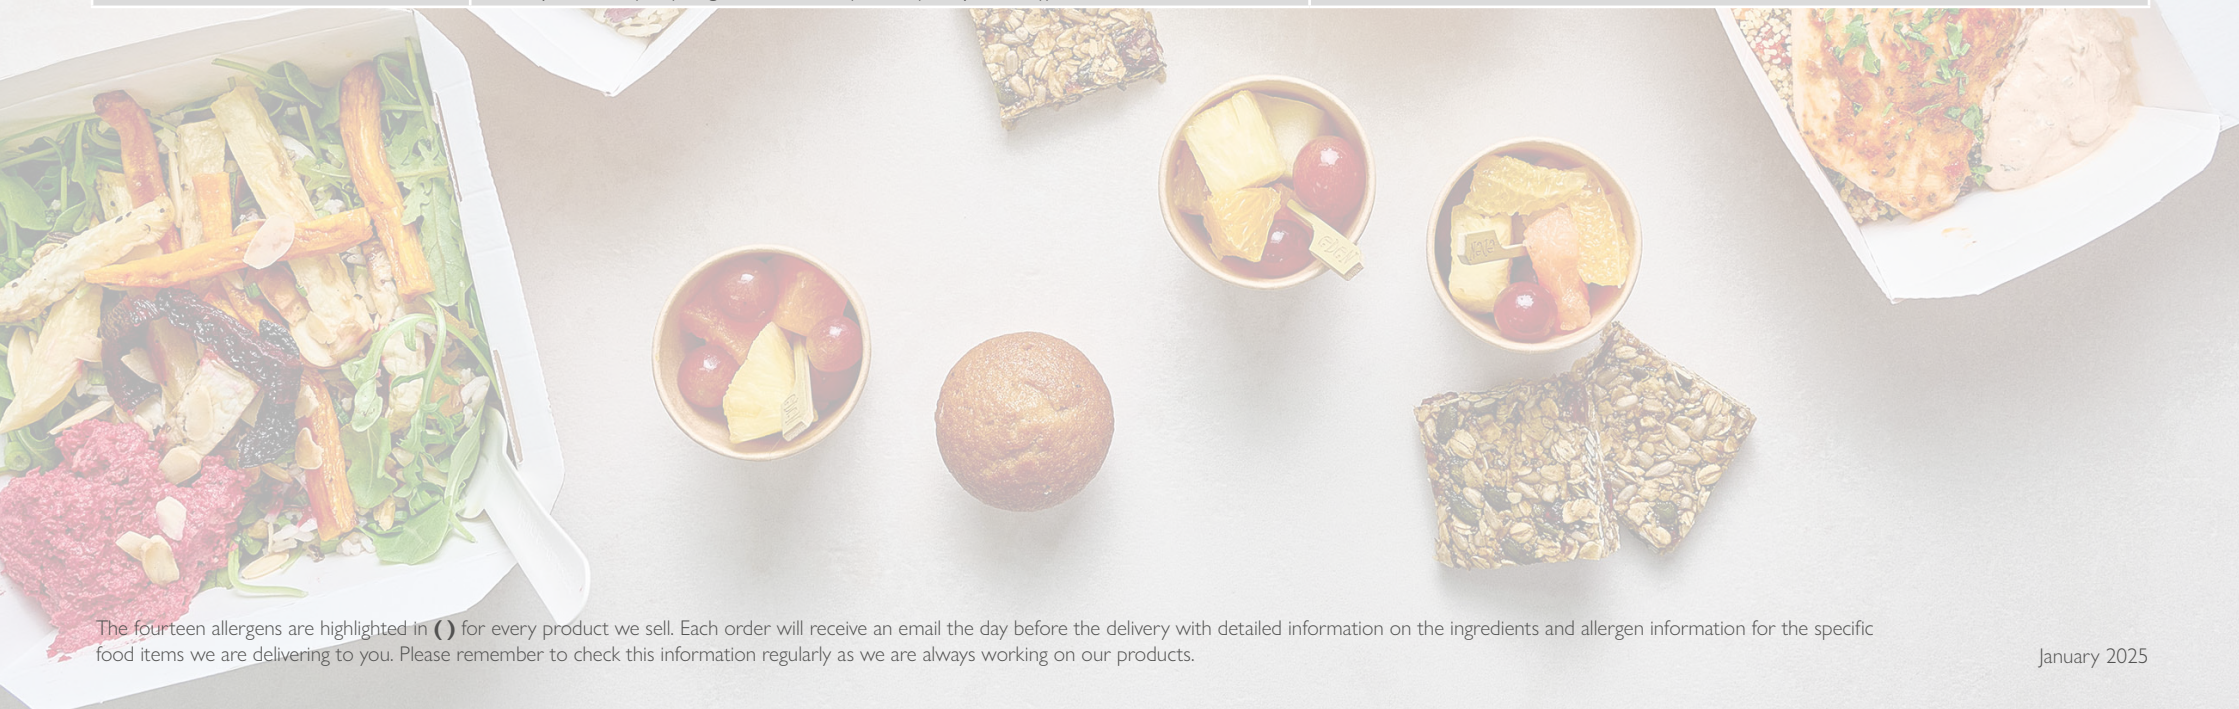 The fourteen allergens are highlighted in ( ) for every product we sell. Each order will receive an email the day before the delivery with detailed information on the ingredients and allergen information for the specific
food items we are delivering to you. Please remember to check this information regularly as we are always working on our products.
January 2025